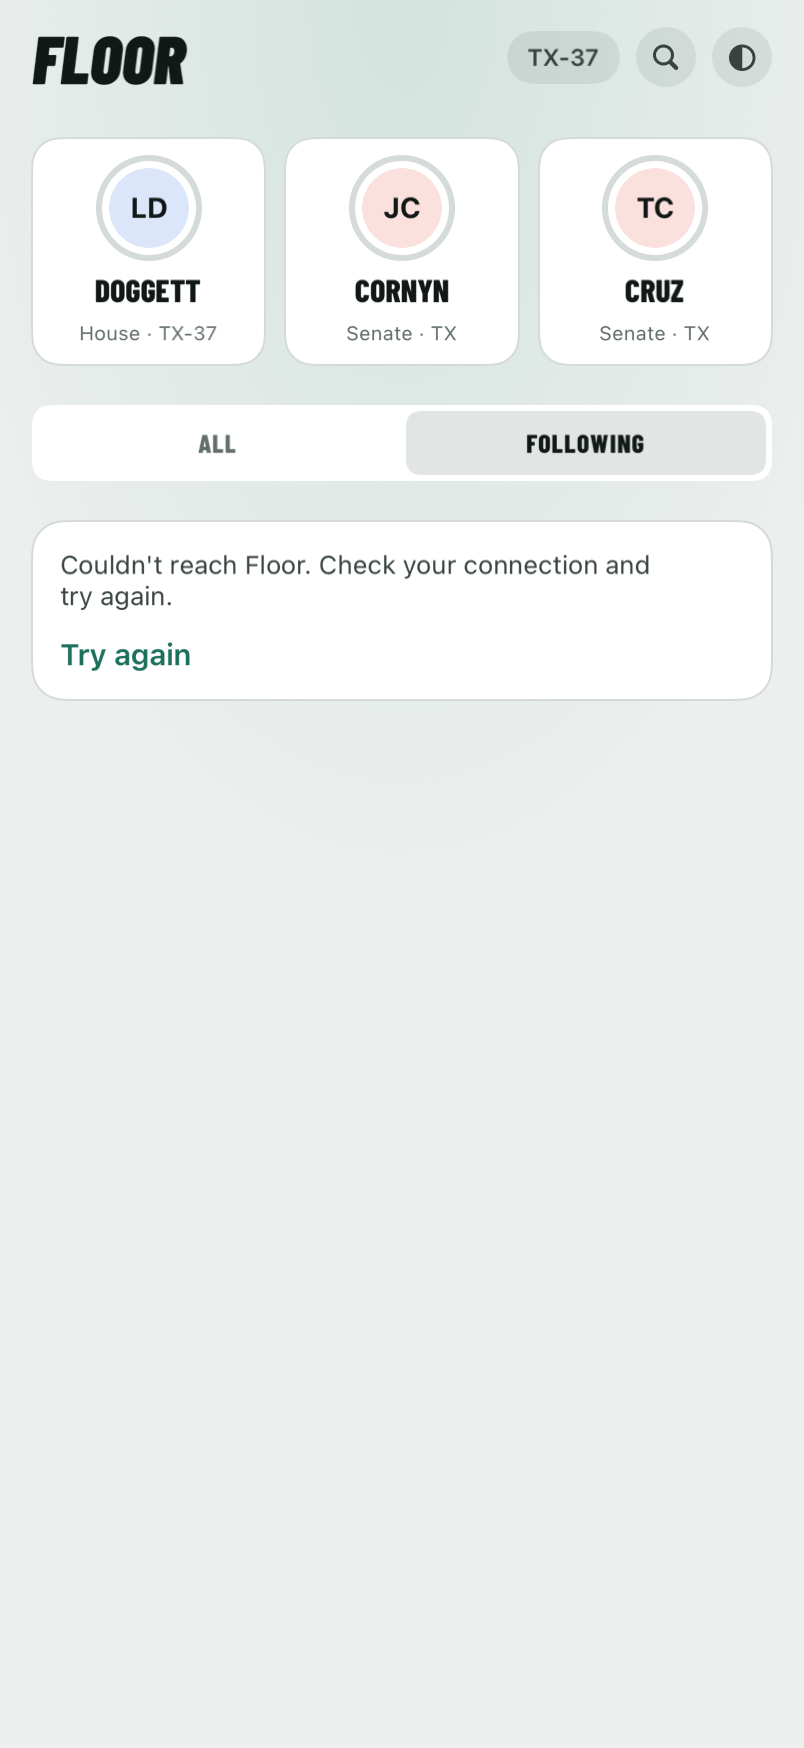 FLOOR
TX-37
LD
DOGGETT
House · TX-37
JC
CORNYN
Senate · TX
TC
CRUZ
Senate · TX
ALL
FOLLOWING
Couldn't reach Floor. Check your connection and
try again.
Try again